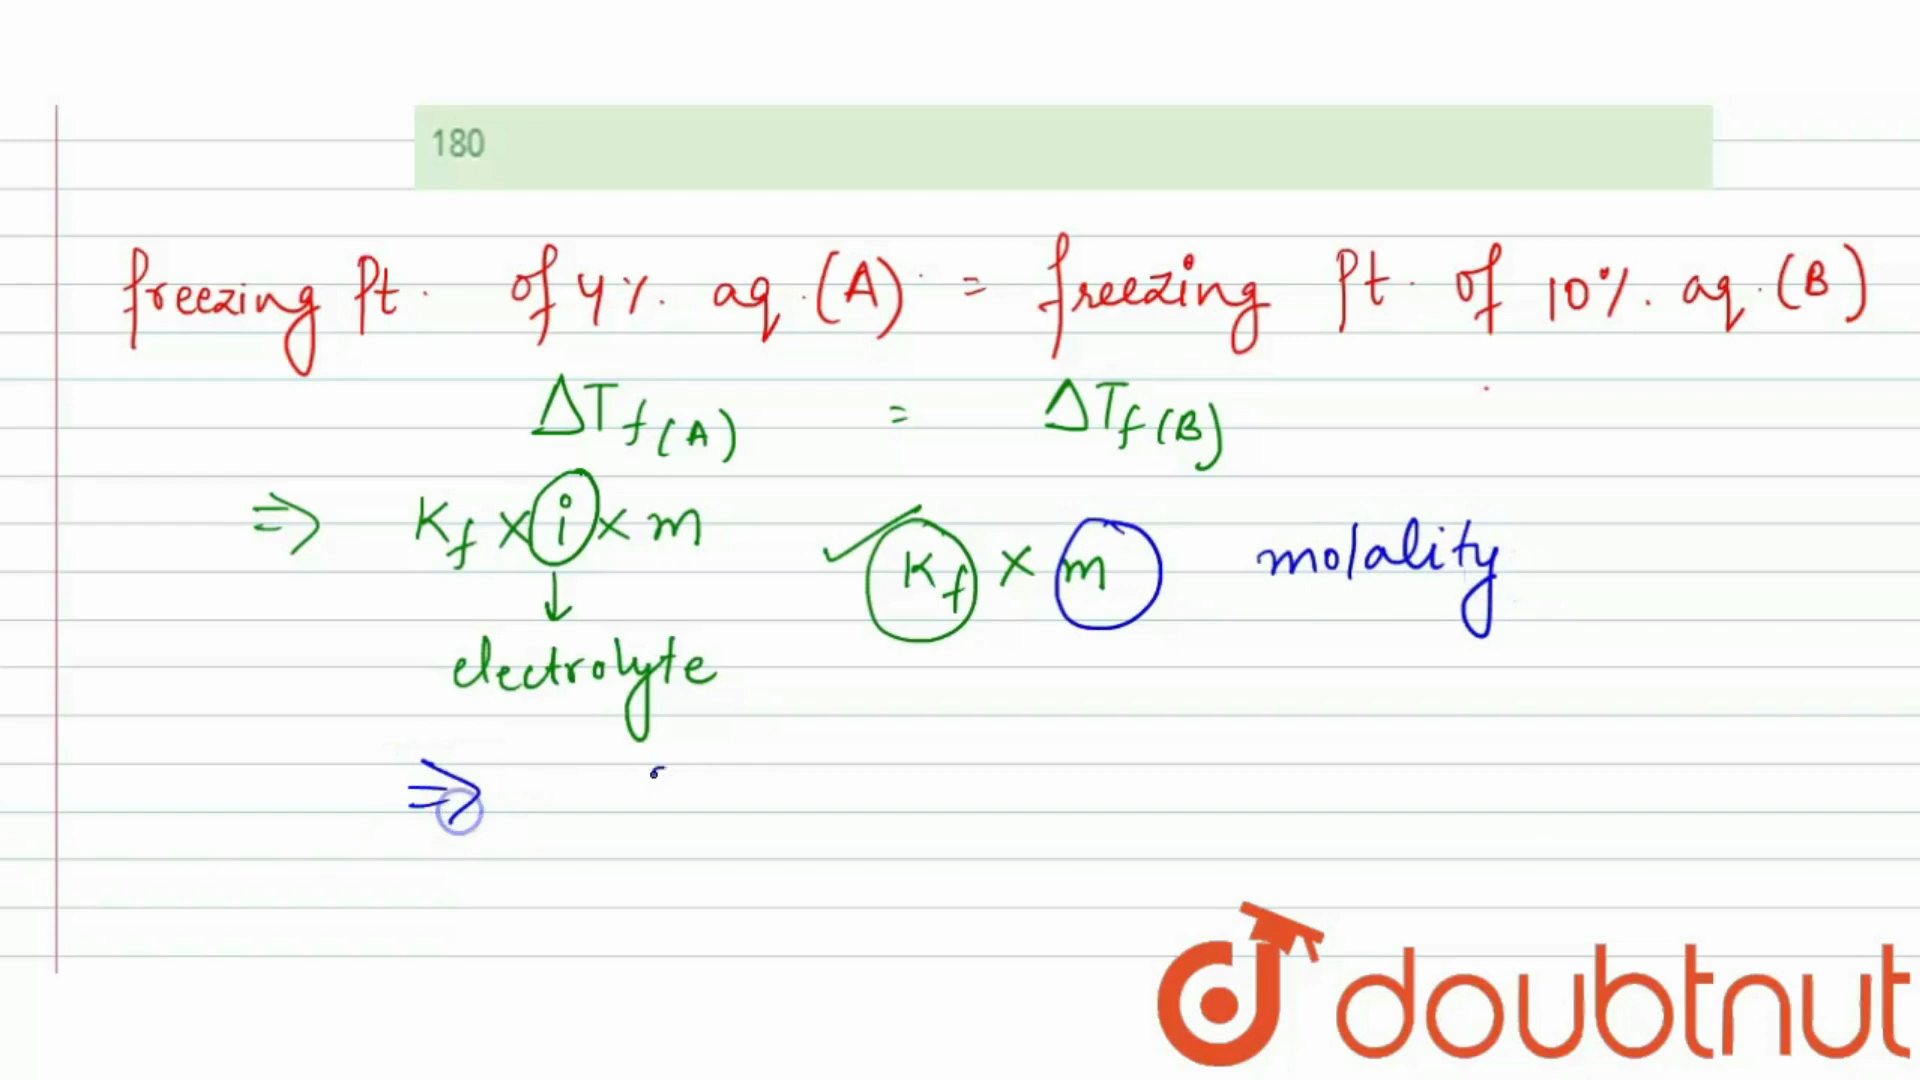 180
freezing Pt. of 4%. aq.(A) = freezing Pt. of 10%. aq.(B)
ΔTf(A) = ΔTf(B)
⇒ Kf × i × m Kf × m molality
electrolyte
⇒
doubtnut